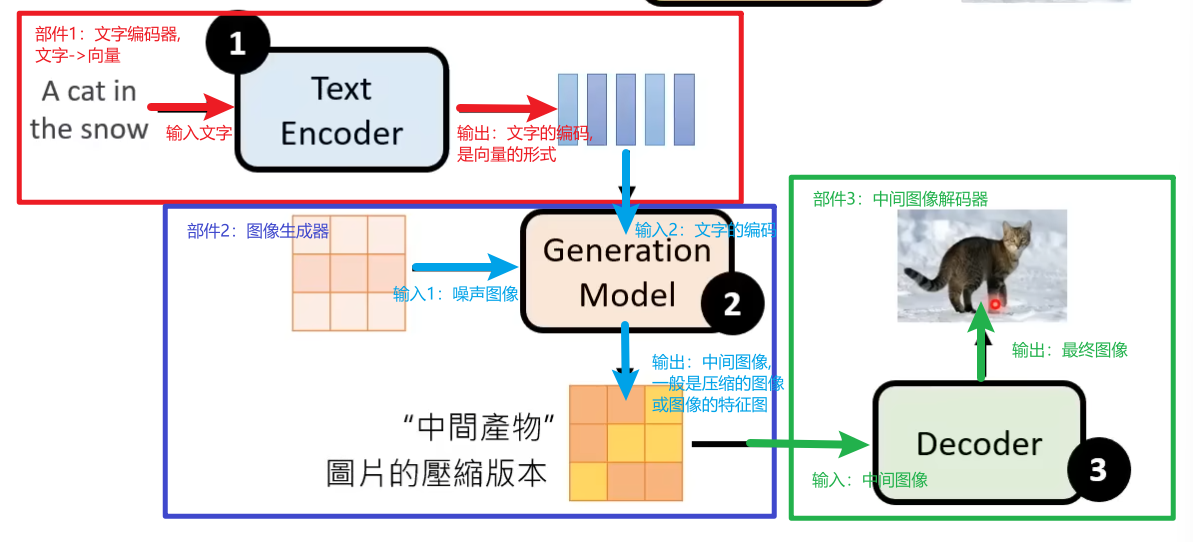 部件1：文字编码器,
文字->向量
1
A cat in
the snow
输入文字
Text
Encoder
输出：文字的编码,
是向量的形式
部件2：图像生成器
输入1：噪声图像
输入2：文字的编码
Generation
Model
2
输出：中间图像,
一般是压缩的图像
或图像的特征图
“中間產物”
圖片的壓縮版本
部件3：中间图像解码器
输出：最终图像
Decoder
输入：中间图像
3